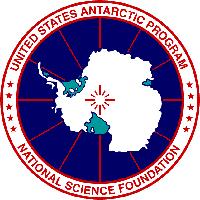 UNITED STATES ANTARCTIC PROGRAM
NATIONAL SCIENCE FOUNDATION